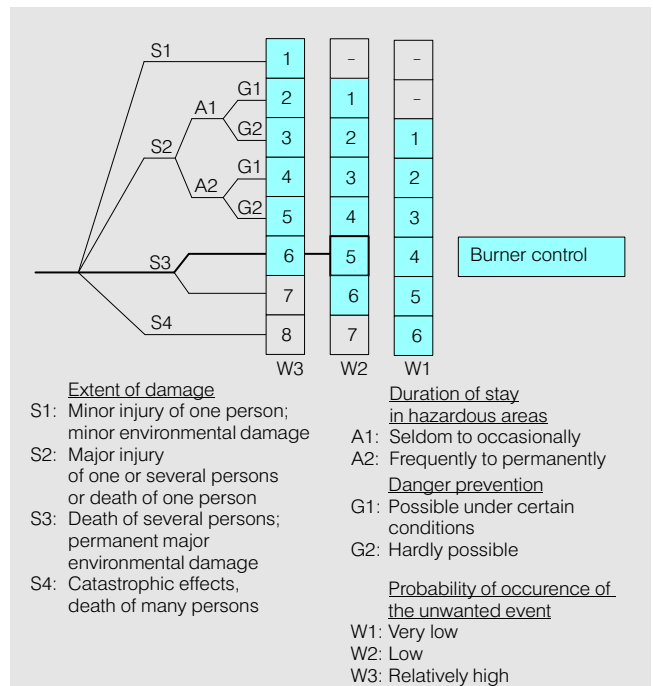 S1
1
–
–
G1
2
1
–
A1
G2
3
2
1
S2
G1
4
3
2
A2
G2
5
4
3
S3
6
5
4
Burner control
7
6
5
S4
8
7
6
W3
W2
W1
Extent of damage
S1: Minor injury of one person;
minor environmental damage
S2: Major injury
of one or several persons
or death of one person
S3: Death of several persons;
permanent major
environmental damage
S4: Catastrophic effects,
death of many persons
Duration of stay
in hazardous areas
A1: Seldom to occasionally
A2: Frequently to permanently
Danger prevention
G1: Possible under certain
conditions
G2: Hardly possible
Probability of occurence of
the unwanted event
W1: Very low
W2: Low
W3: Relatively high